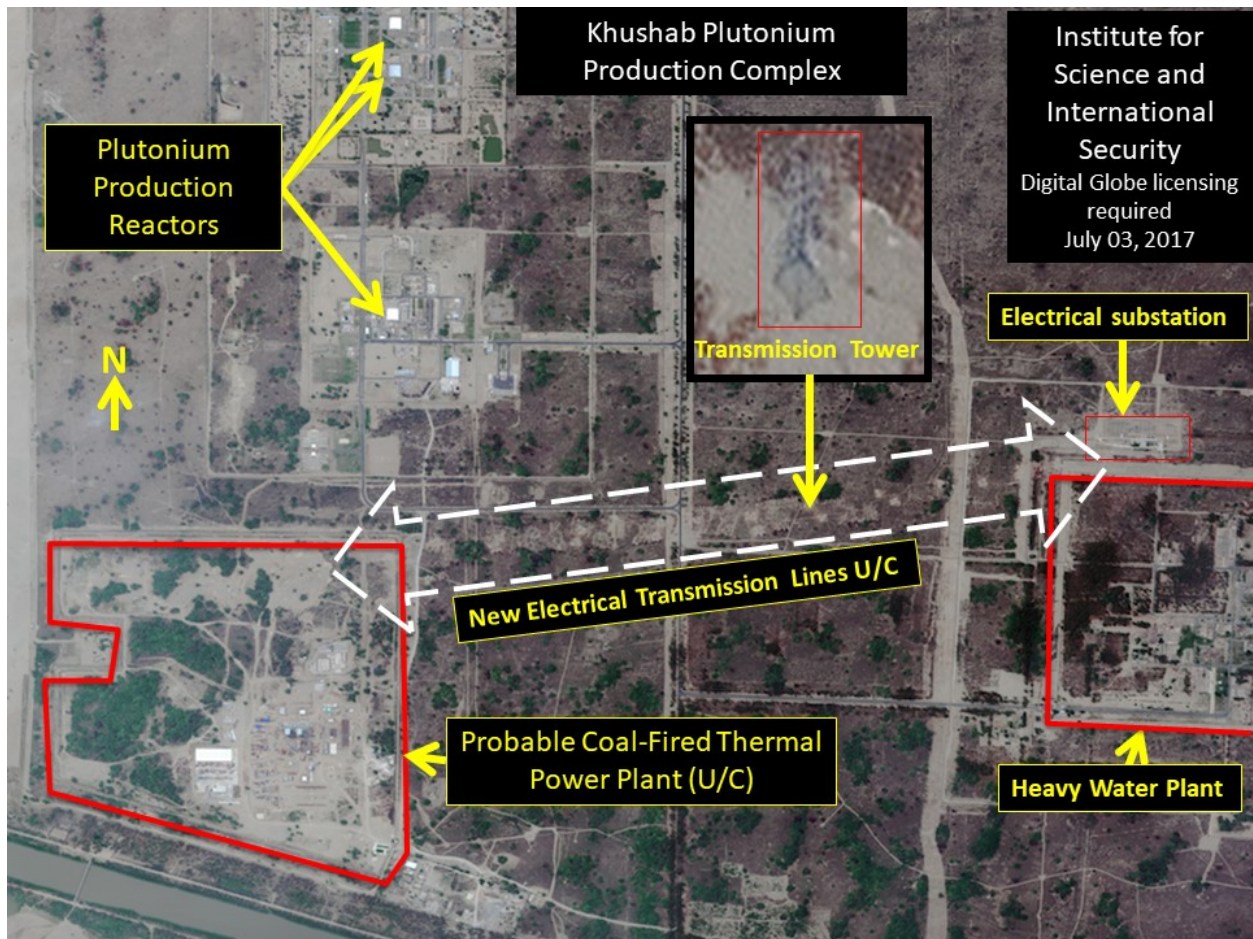 Khushab Plutonium
Production Complex
Institute for
Science and
International
Security
Digital Globe licensing
required
July 03, 2017
Plutonium
Production
Reactors
Transmission Tower
Electrical substation
N
New Electrical Transmission Lines U/C
Probable Coal-Fired Thermal
Power Plant (U/C)
Heavy Water Plant